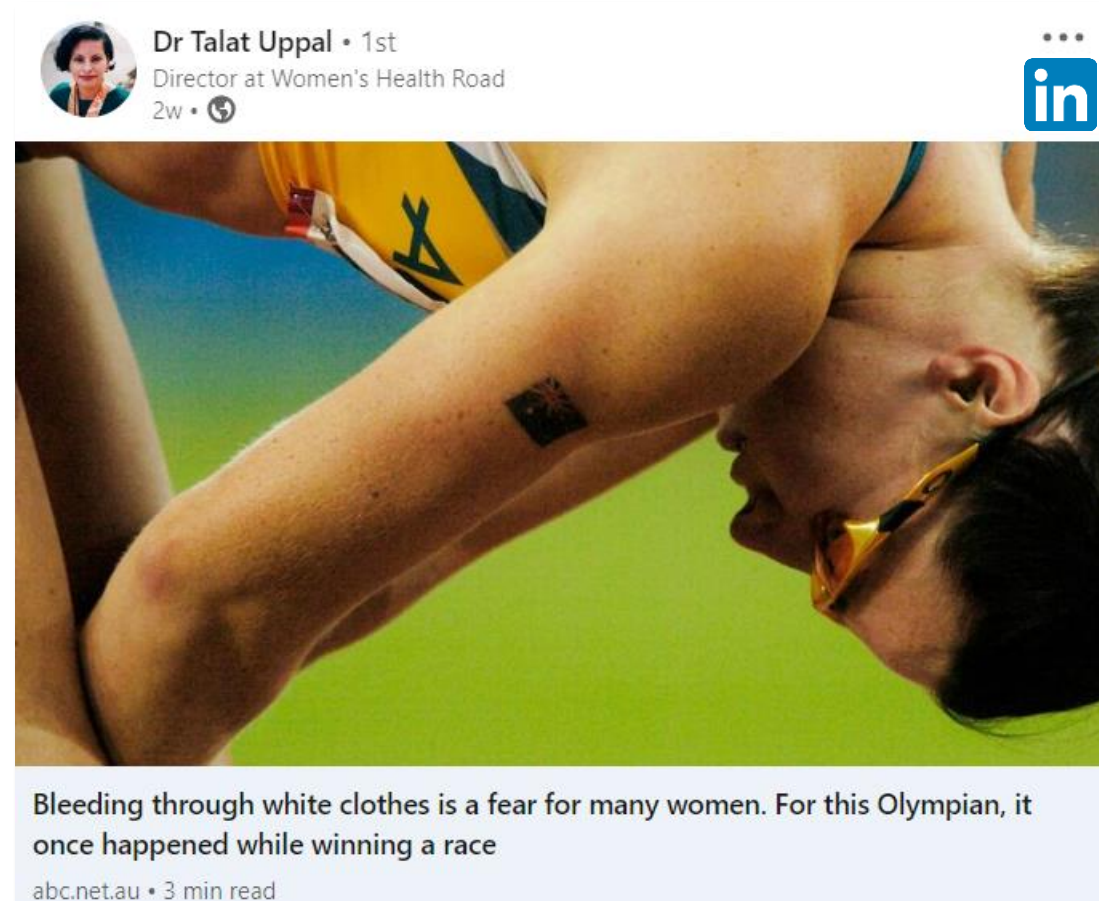 Dr Talat Uppal • 1st
Director at Women's Health Road
2w •
in
A
Bleeding through white clothes is a fear for many women. For this Olympian, it
once happened while winning a race
abc.net.au • 3 min read